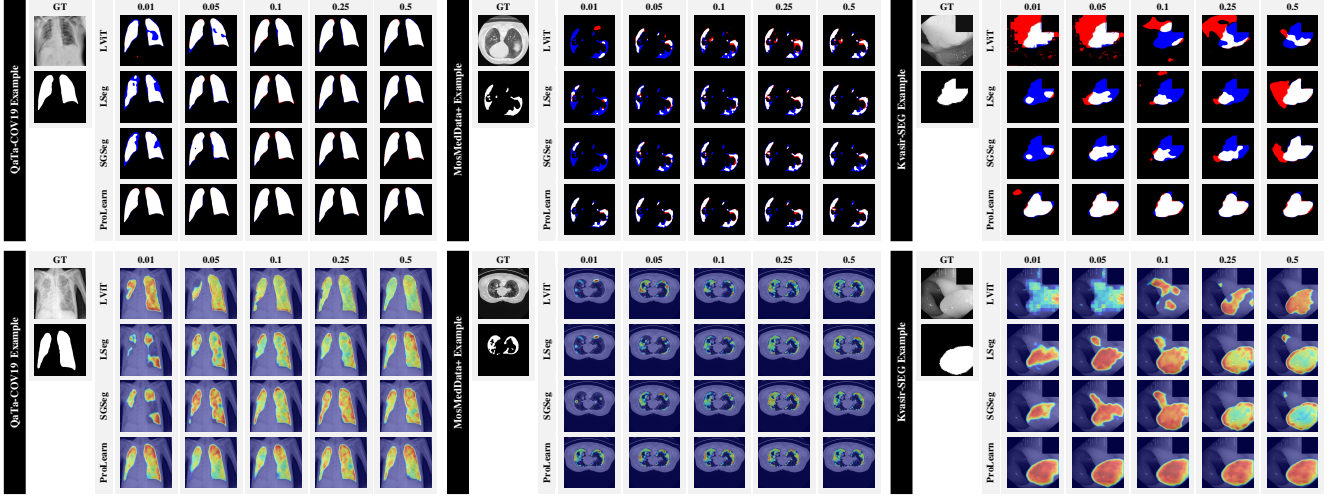 QaTa-COV19 Example
GT
0.01 0.05 0.1 0.25 0.5
LViT
LSeg
SGSeg
ProLearn
MosMedData+ Example
GT
0.01 0.05 0.1 0.25 0.5
LViT
LSeg
SGSeg
ProLearn
Kvasir-SEG Example
GT
0.01 0.05 0.1 0.25 0.5
LViT
LSeg
SGSeg
ProLearn
QaTa-COV19 Example
GT
0.01 0.05 0.1 0.25 0.5
LViT
LSeg
SGSeg
ProLearn
MosMedData+ Example
GT
0.01 0.05 0.1 0.25 0.5
LViT
LSeg
SGSeg
ProLearn
Kvasir-SEG Example
GT
0.01 0.05 0.1 0.25 0.5
LViT
LSeg
SGSeg
ProLearn